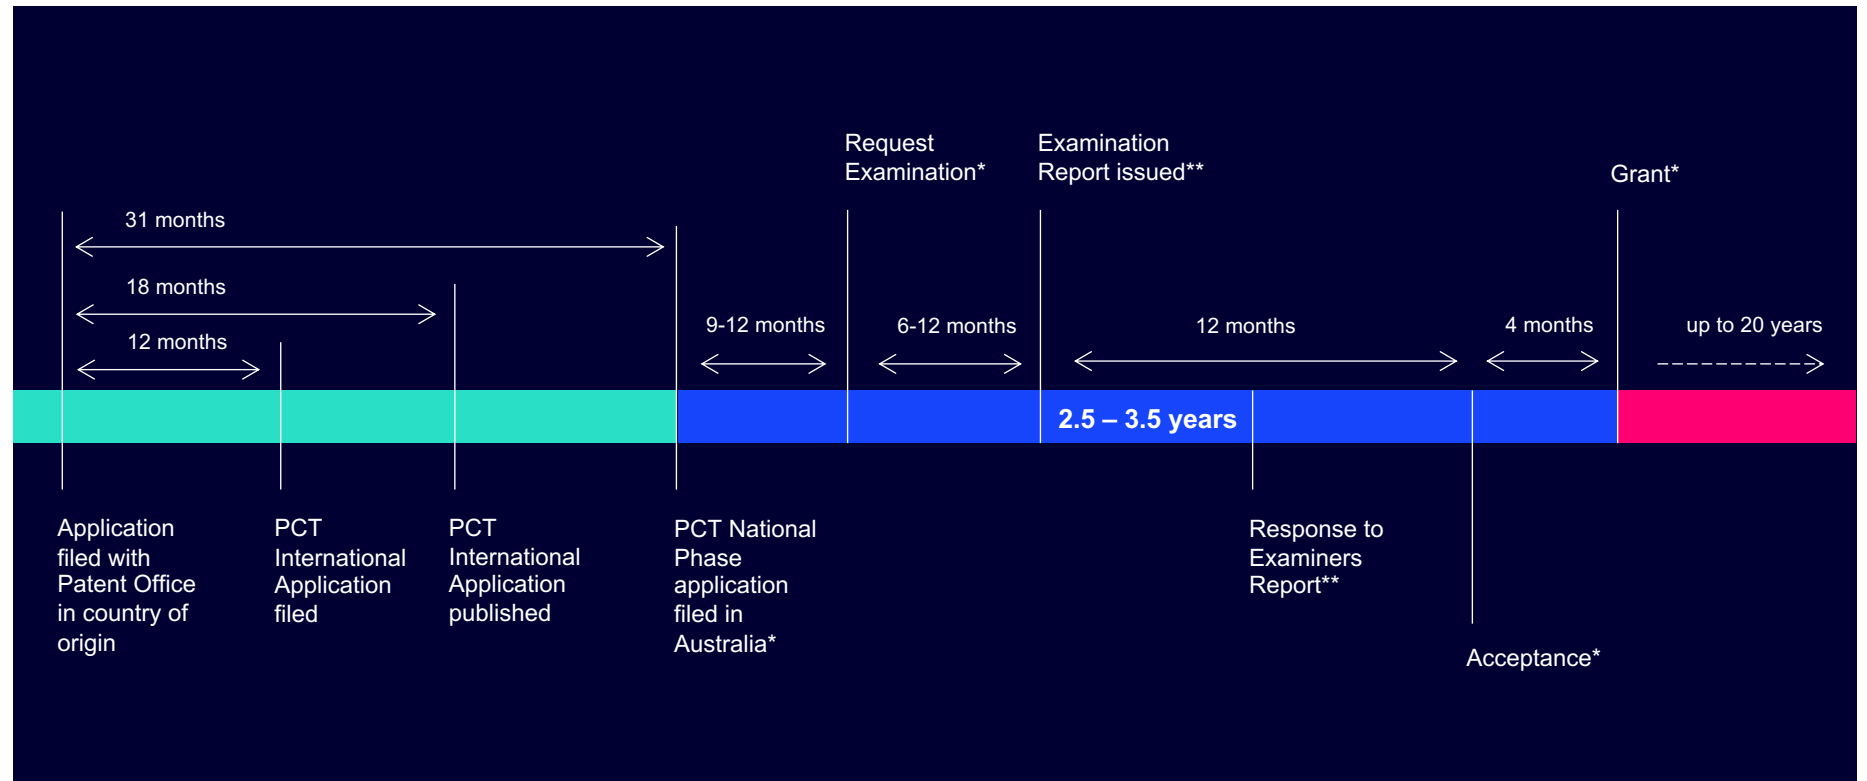 Request
Examination*
Examination
Report issued**
Grant*
31 months
18 months
12 months
9-12 months
6-12 months
12 months
4 months
up to 20 years
2.5 – 3.5 years
Application
filed with
Patent Office
in country of
origin
PCT
International
Application
filed
PCT
International
Application
published
PCT National
Phase
application
filed in
Australia*
Response to
Examiners
Report**
Acceptance*